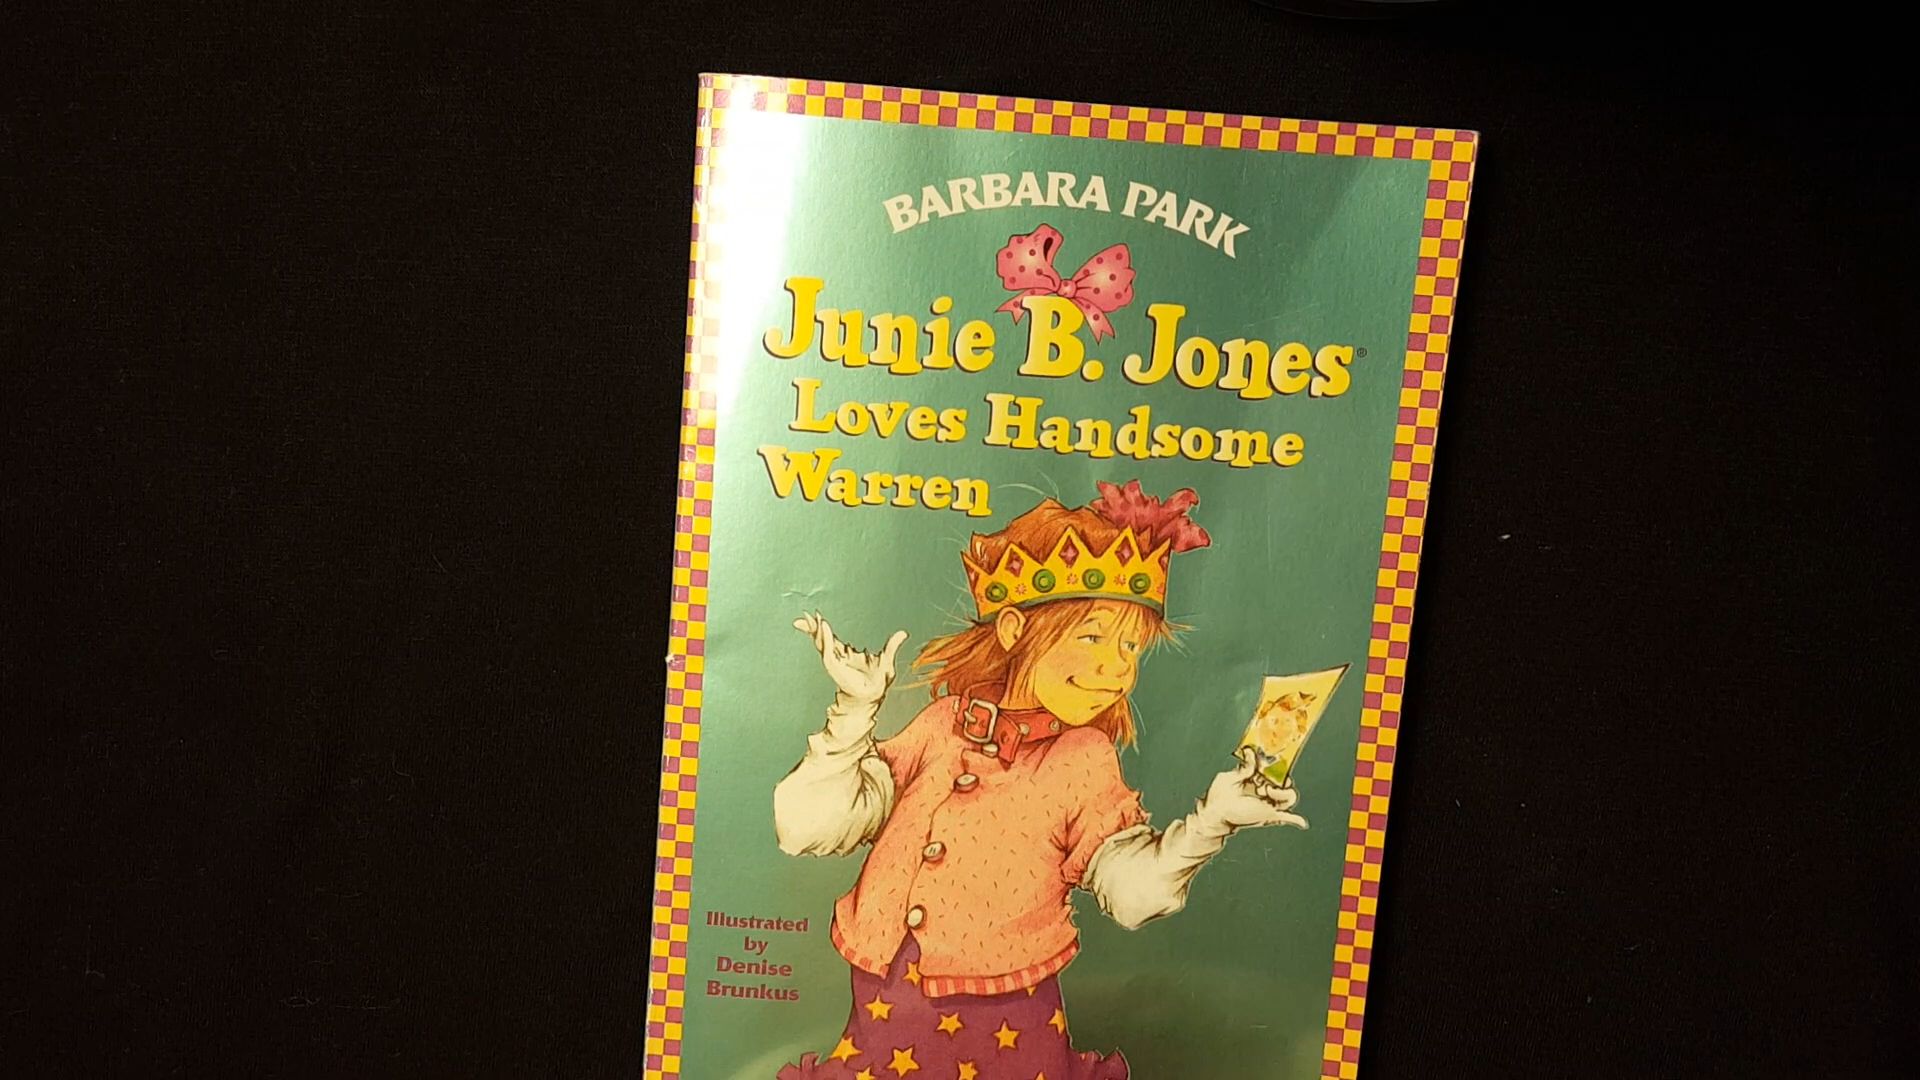 BARBARA PARK
Junie B. Jones®
Loves Handsome
Warren
Illustrated
by
Denise
Brunkus